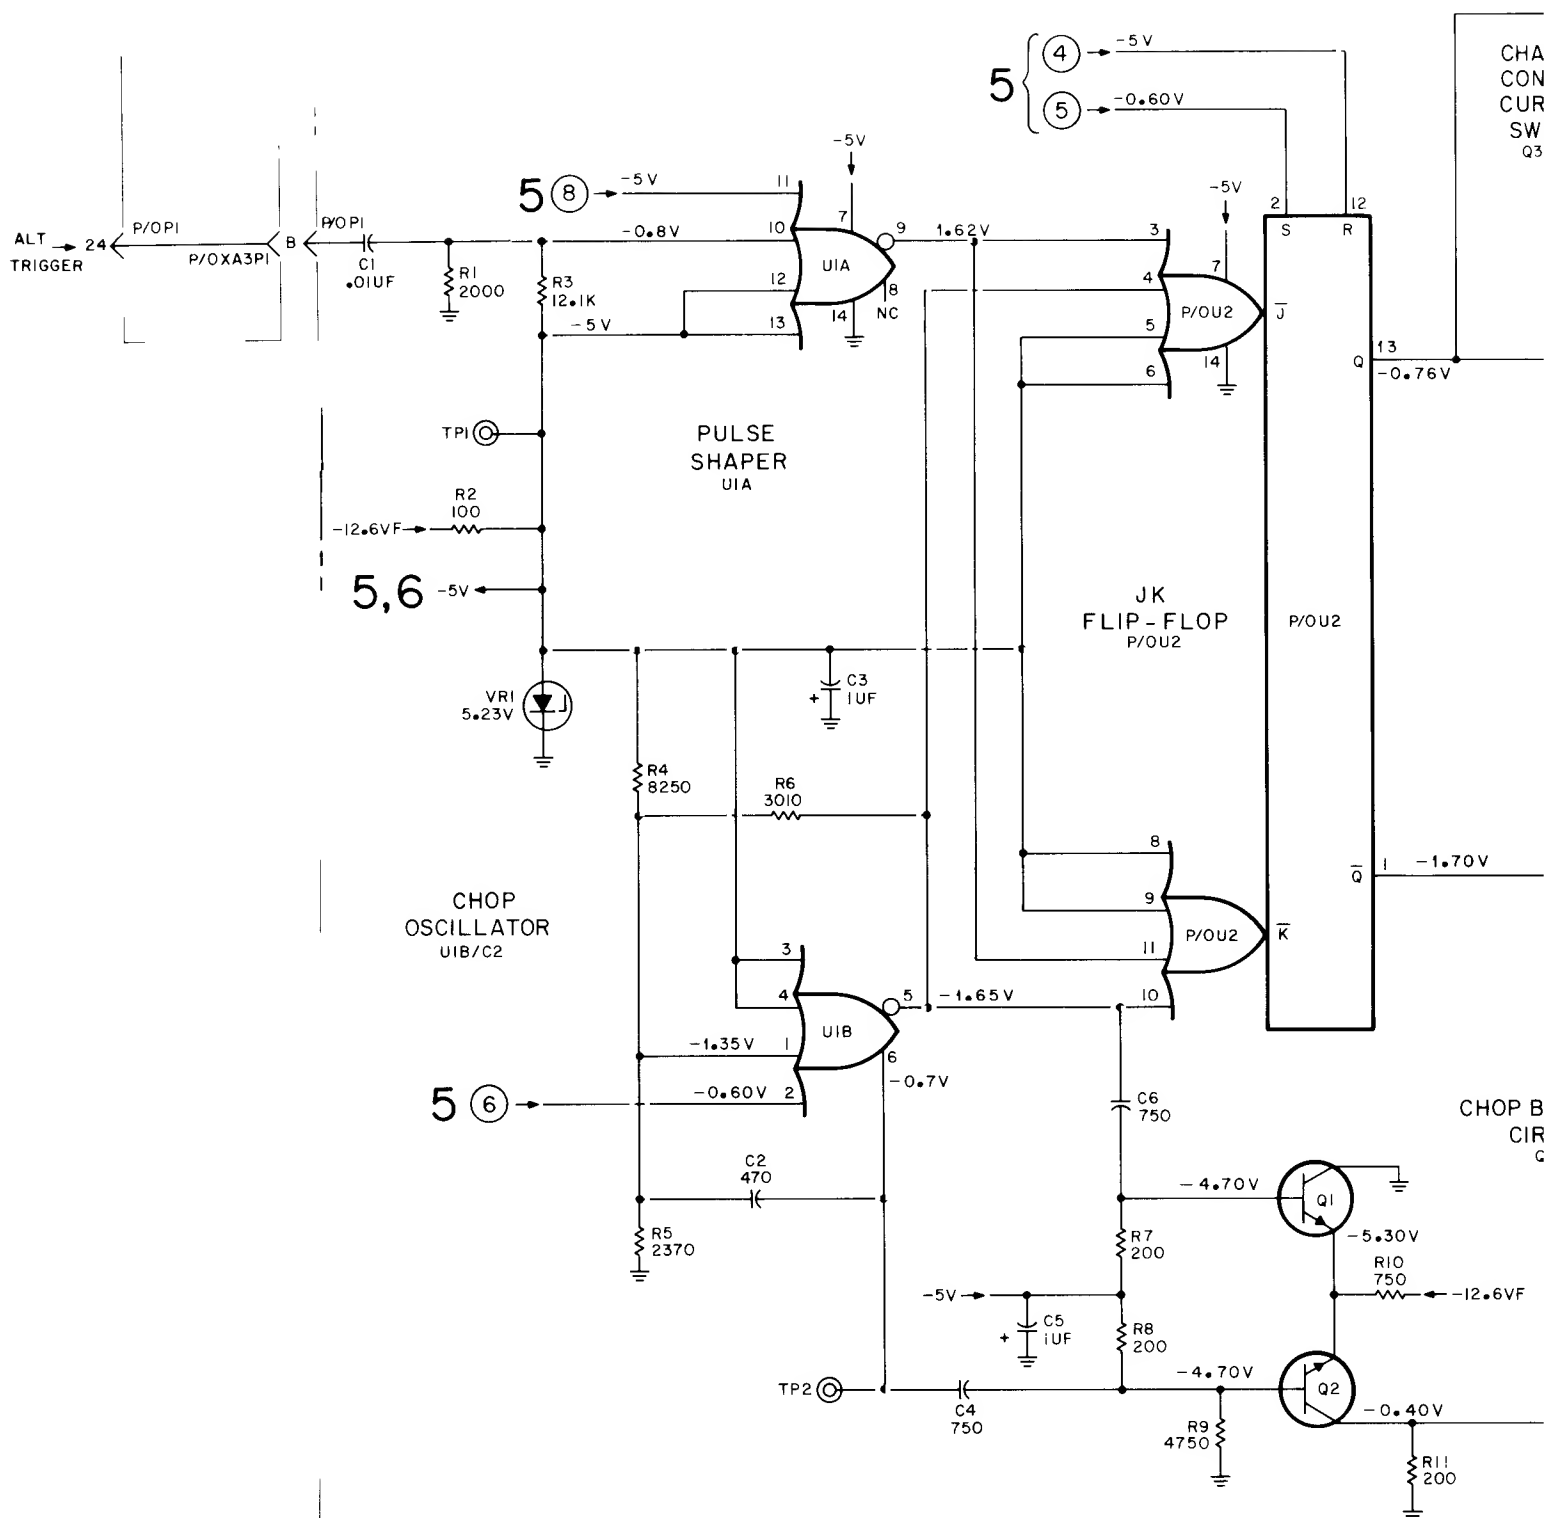 5
4
-5V
5
-0.60V
CHA
CON
CUR
SW
Q3
2
12
S
R
ALT
TRIGGER
24
P/OP1
P/OXA3P1
B
P/OP1
C1
.01UF
R1
2000
R3
12.1K
5
8
-5V
-0.8V
-5V
11
10
12
13
-5V
7
U1A
14
9
8
NC
1.62V
-5V
3
4
5
6
7
P/OU2
14
J
Q
13
-0.76V
TP1
PULSE
SHAPER
U1A
R2
100
-12.6VF
5,6
-5V
JK
FLIP-FLOP
P/OU2
P/OU2
VR1
5.23V
C3
1UF
+
R4
8250
R6
3010
CHOP
OSCILLATOR
U1B/C2
8
9
11
10
P/OU2
K
Q
1
-1.70V
3
4
1
2
U1B
5
6
-1.65V
-1.35V
-0.7V
5
6
-0.60V
C6
750
CHOP B
CIR
Q
C2
470
R5
2370
-4.70V
Q1
-5.30V
R7
200
R10
750
-12.6VF
-5V
C5
1UF
+
R8
200
TP2
C4
750
-4.70V
Q2
-0.40V
R9
4750
R11
200